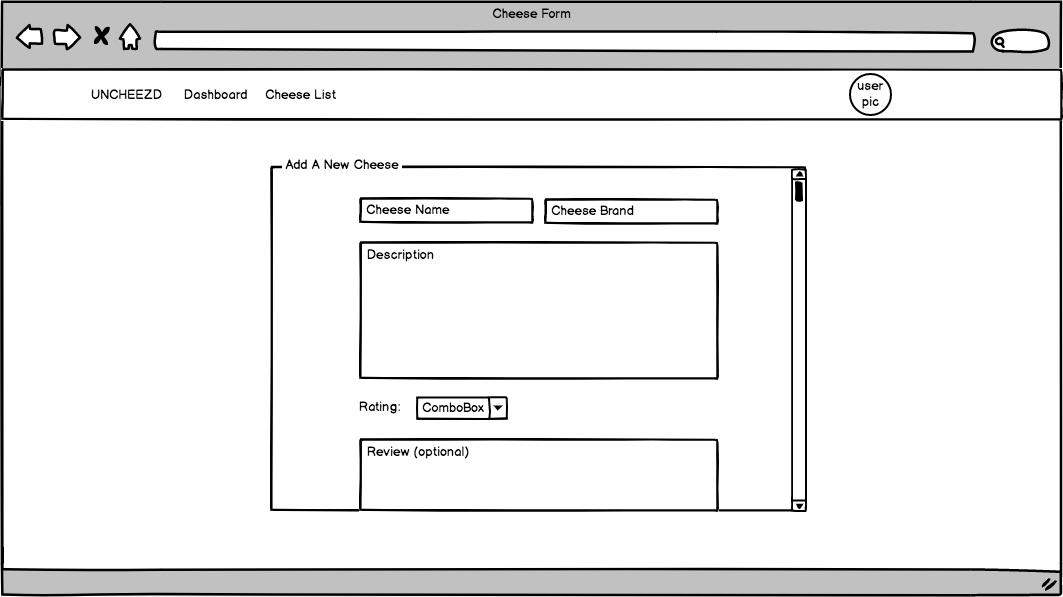 Cheese Form
UNCHEEZD Dashboard Cheese List
user
pic
Add A New Cheese
Cheese Name Cheese Brand
Description
Rating: ComboBox
Review (optional)